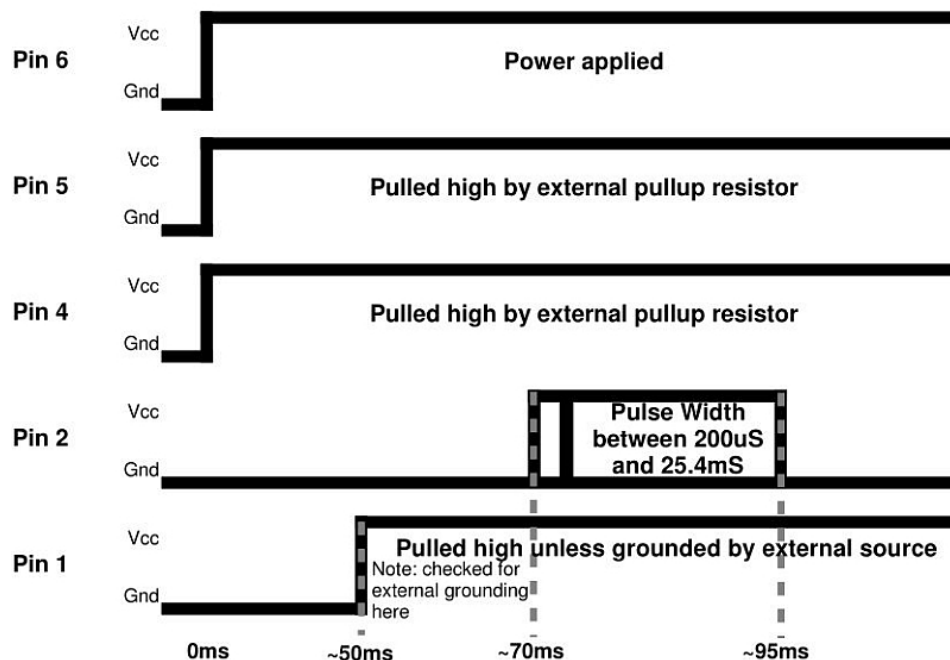 Vcc
Pin 6
Power applied
Gnd
Vcc
Pin 5
Pulled high by external pullup resistor
Gnd
Vcc
Pin 4
Pulled high by external pullup resistor
Gnd
Vcc
Pin 2
Pulse Width
between 200uS
and 25.4mS
Gnd
Vcc
Pin 1
Pulled high unless grounded by external source
Note: checked for
external grounding
here
Gnd
0ms
~50ms
~70ms
~95ms